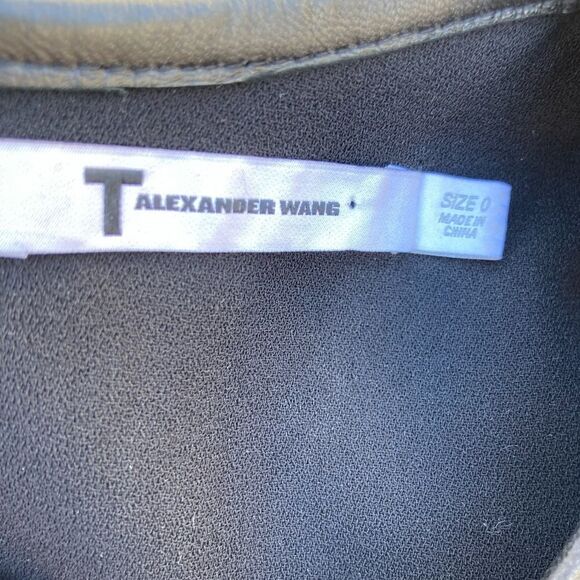 T ALEXANDER WANG
SIZE 0
MADE IN
CHINA